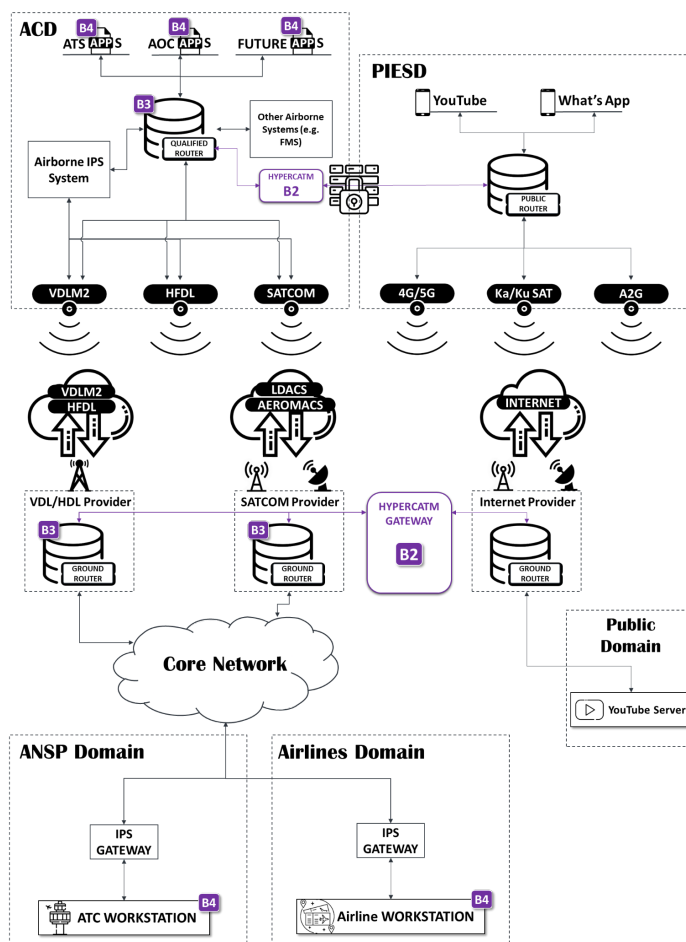 ACD
B4
B4
B4
ATS APPS
AOC APPS
FUTURE APPS
PIESD
YouTube
What's App
B3
QUALIFIED
ROUTER
Other Airborne
Systems (e.g.
FMS)
Airborne IPS
System
HYPERCATM
B2
PUBLIC
ROUTER
VDLM2
HFDL
SATCOM
4G/5G
Ka/Ku SAT
A2G
VDLM2
HFDL
LDACS
AEROMACS
INTERNET
VDL/HDL Provider
SATCOM Provider
Internet Provider
HYPERCATM
GATEWAY
B2
B3
GROUND
ROUTER
B3
GROUND
ROUTER
GROUND
ROUTER
Core Network
Public
Domain
YouTube Server
ANSP Domain
Airlines Domain
IPS
GATEWAY
IPS
GATEWAY
B4
ATC WORKSTATION
B4
Airline WORKSTATION